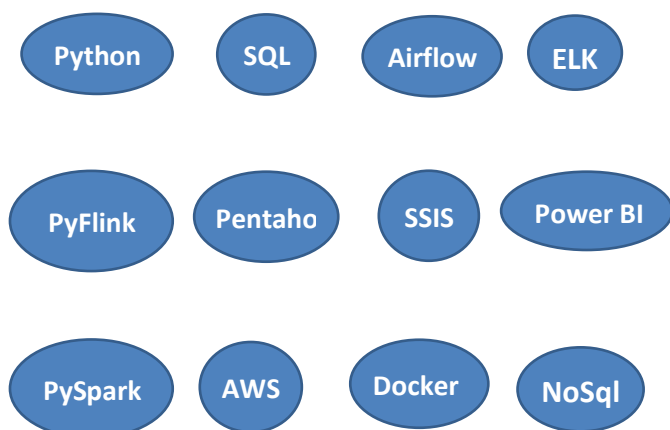 Python SQL Airflow ELK
PyFlink Pentaho SSIS Power BI
PySpark AWS Docker NoSql